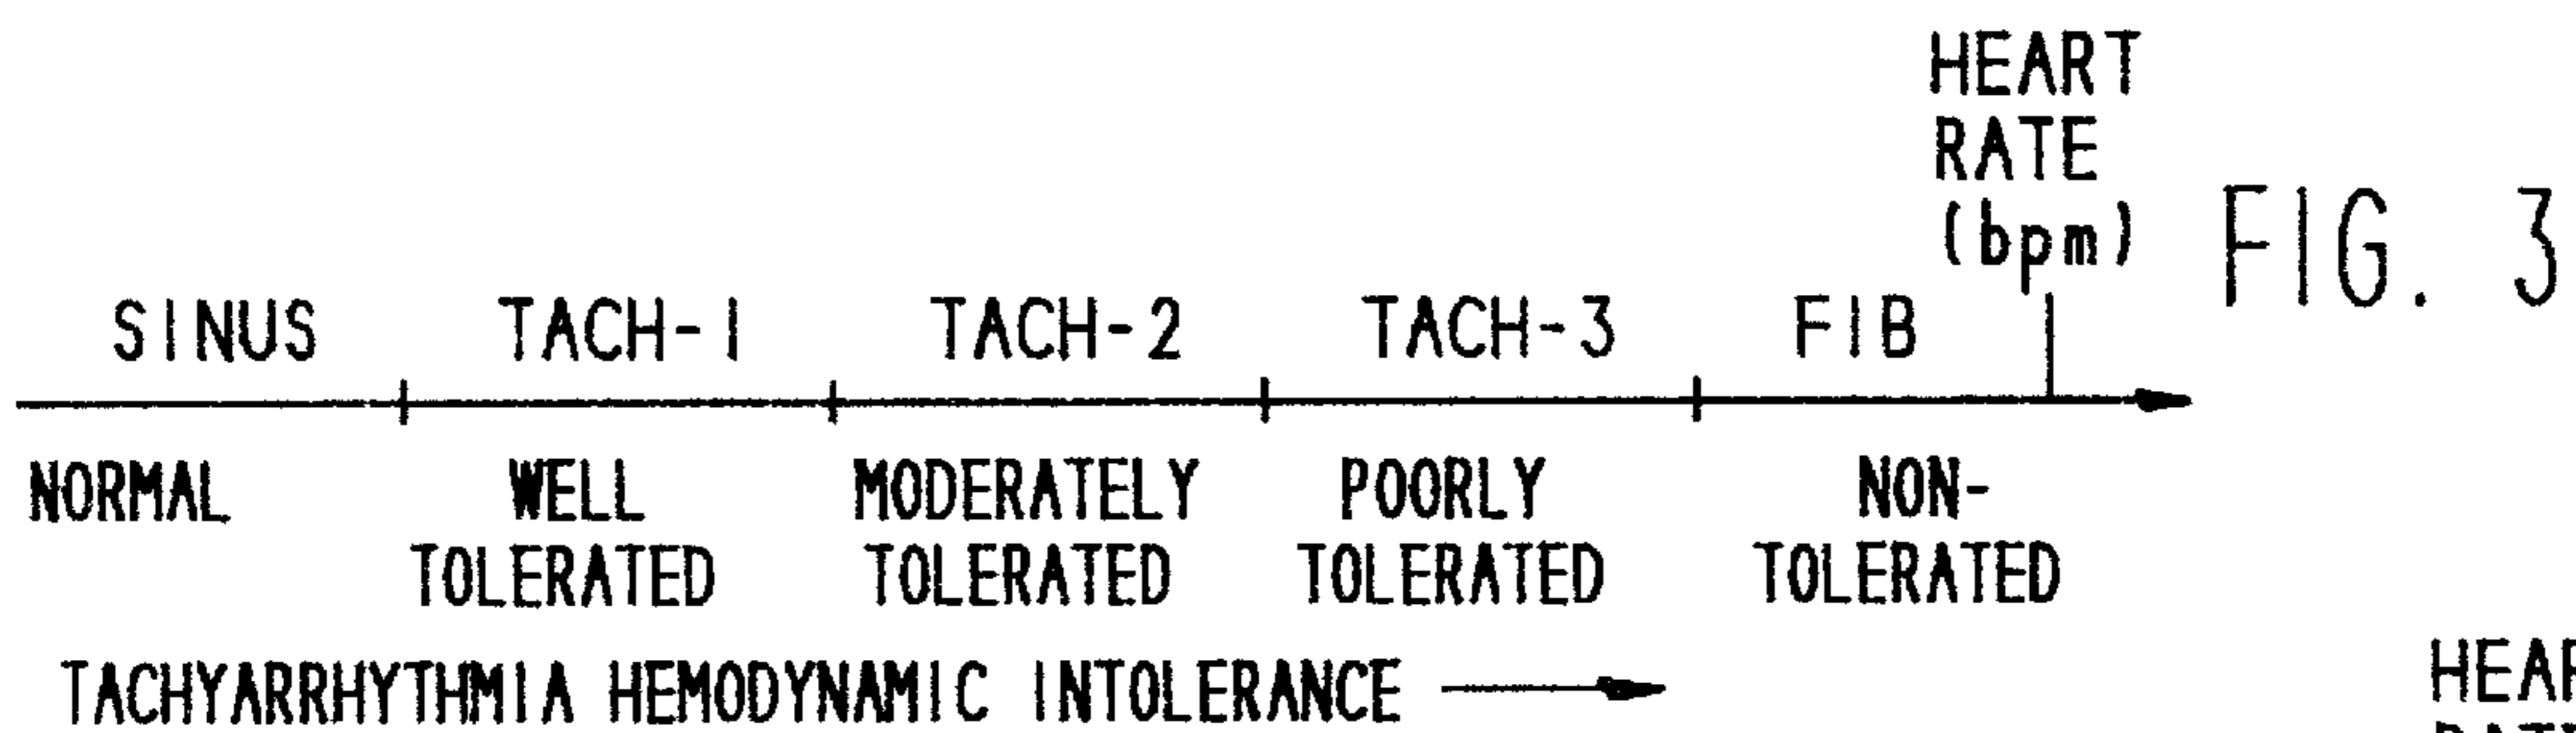 HEART
RATE
(bpm)
FIG. 3
SINUS TACH-1 TACH-2 TACH-3 FIB
NORMAL WELL MODERATELY POORLY NON-
TOLERATED TOLERATED TOLERATED TOLERATED
TACHYARRHYTHMIA HEMODYNAMIC INTOLERANCE